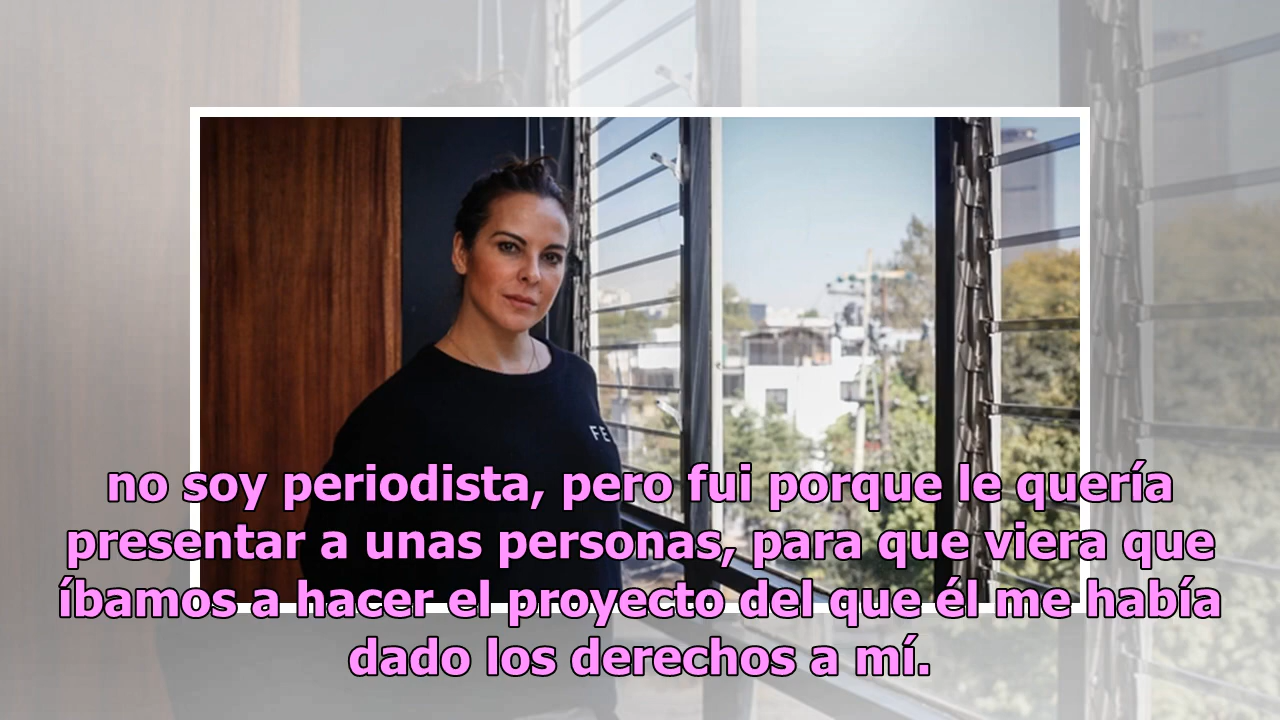 FE
no soy periodista, pero fui porque le quería
presentar a unas personas, para que viera que
íbamos a hacer el proyecto del que él me había
dado los derechos a mí.